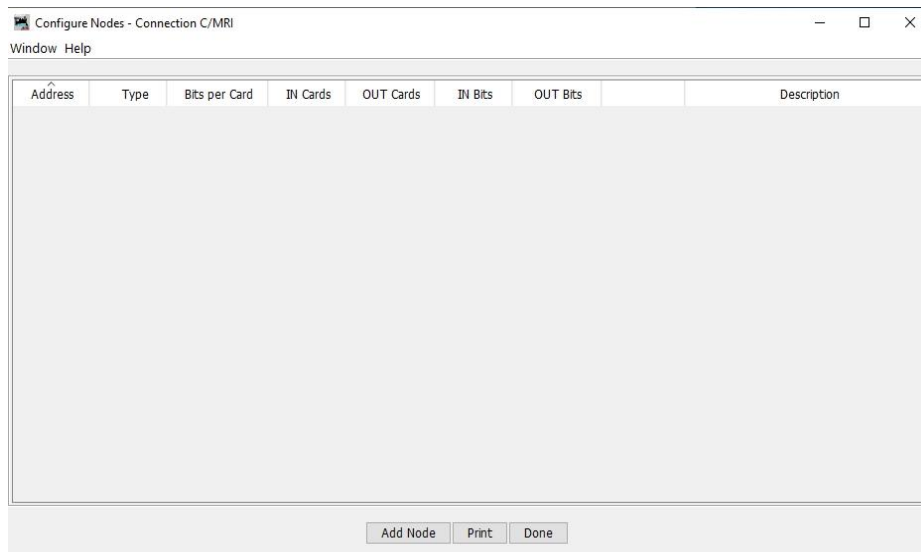 Configure Nodes - Connection C/MRI
Window Help
Address Type Bits per Card IN Cards OUT Cards IN Bits OUT Bits Description
Add Node Print Done